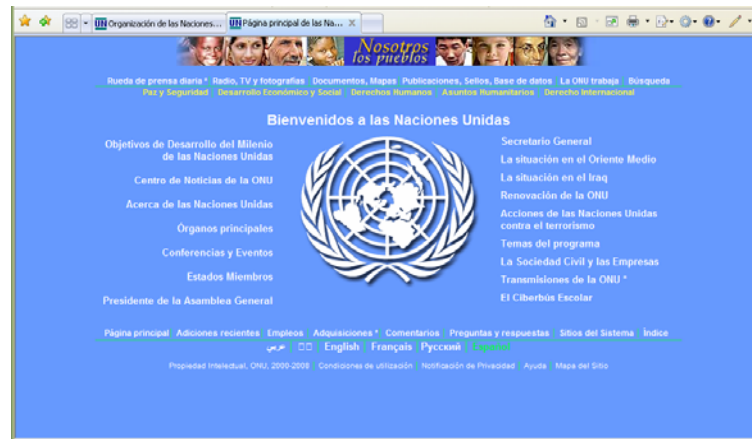 Organización de las Naciones...
Página principal de las Na...
Nosotros
los pueblos
Rueda de prensa diaria * Radio, TV y fotografías Documentos, Mapas Publicaciones, Sellos, Base de datos La ONU trabaja Búsqueda
Paz y Seguridad Desarrollo Económico y Social Derechos Humanos Asuntos Humanitarios Derecho Internacional
Bienvenidos a las Naciones Unidas
Objetivos de Desarrollo del Milenio
de las Naciones Unidas
Centro de Noticias de la ONU
Acerca de las Naciones Unidas
Órganos principales
Conferencias y Eventos
Estados Miembros
Presidente de la Asamblea General
Secretario General
La situación en el Oriente Medio
La situación en el Iraq
Renovación de la ONU
Acciones de las Naciones Unidas
contra el terrorismo
Temas del programa
La Sociedad Civil y las Empresas
Transmisiones de la ONU *
El Ciberbús Escolar
Página principal Adiciones recientes Empleos Adquisiciones * Comentarios Preguntas y respuestas Sitios del Sistema Índice
عربي | □□ | English | Français | Русский | Español
Propiedad Intelectual, ONU, 2000-2008 | Condiciones de utilización | Notificación de Privacidad | Ayuda | Mapa del Sitio